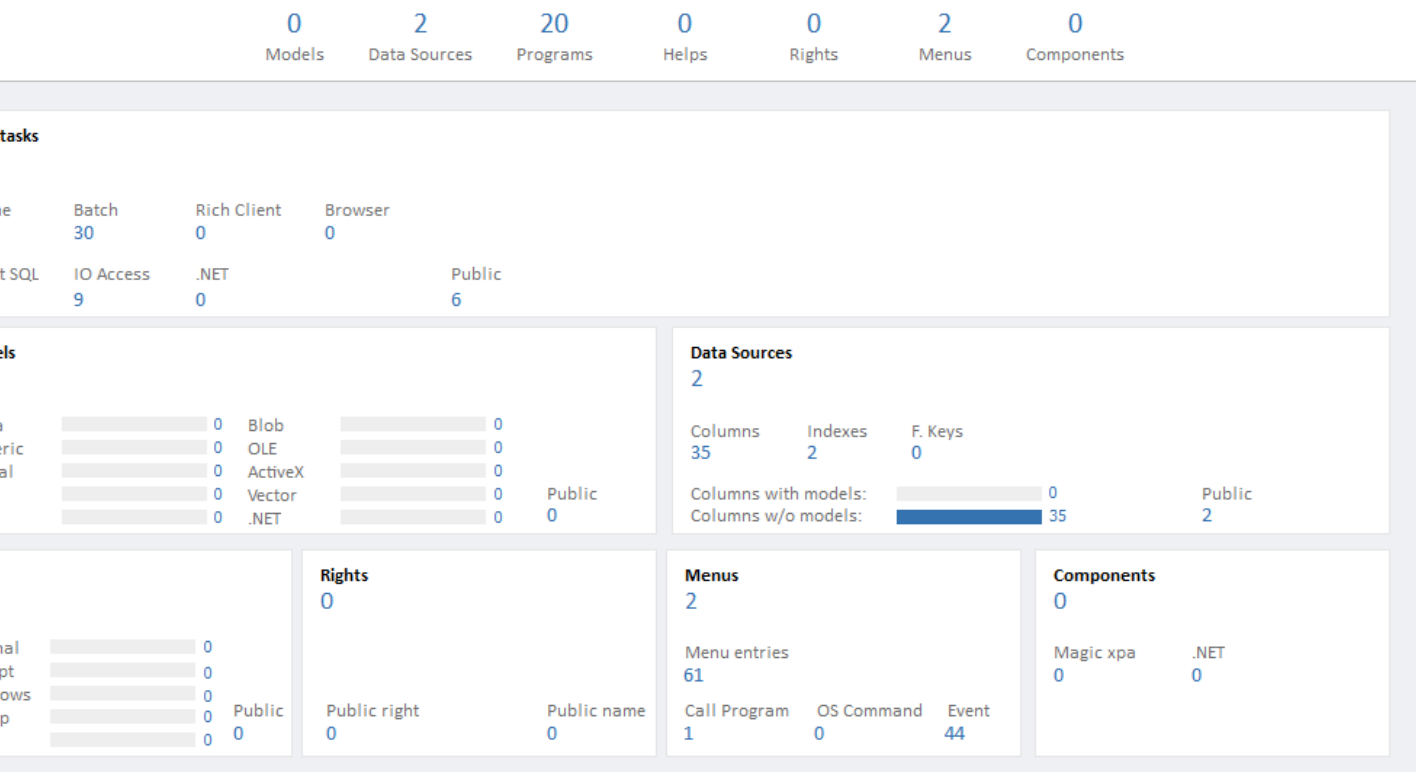 0 2 20 0 0 2 0
Models Data Sources Programs Helps Rights Menus Components
tasks
Batch Rich Client Browser
30 0 0
SQL IO Access .NET Public
9 0 6
Data Sources
2
0 Blob 0
0 OLE 0
0 ActiveX 0
0 Vector 0 Public
0 .NET 0 0
Columns Indexes F. Keys
35 2 0
Columns with models: 0 Public
Columns w/o models: 35 2
0
0
0
0 Public
0 0
Rights
0
Public right Public name
0 0
Menus
2
Menu entries
61
Call Program OS Command Event
1 0 44
Components
0
Magic xpa .NET
0 0